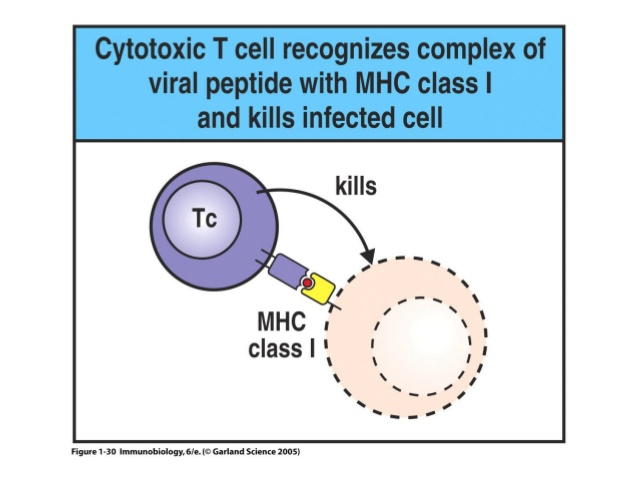 Cytotoxic T cell recognizes complex of
viral peptide with MHC class I
and kills infected cell
kills
Tc
MHC
class I
Figure 1-30 Immunobiology, 6/e. (© Garland Science 2005)